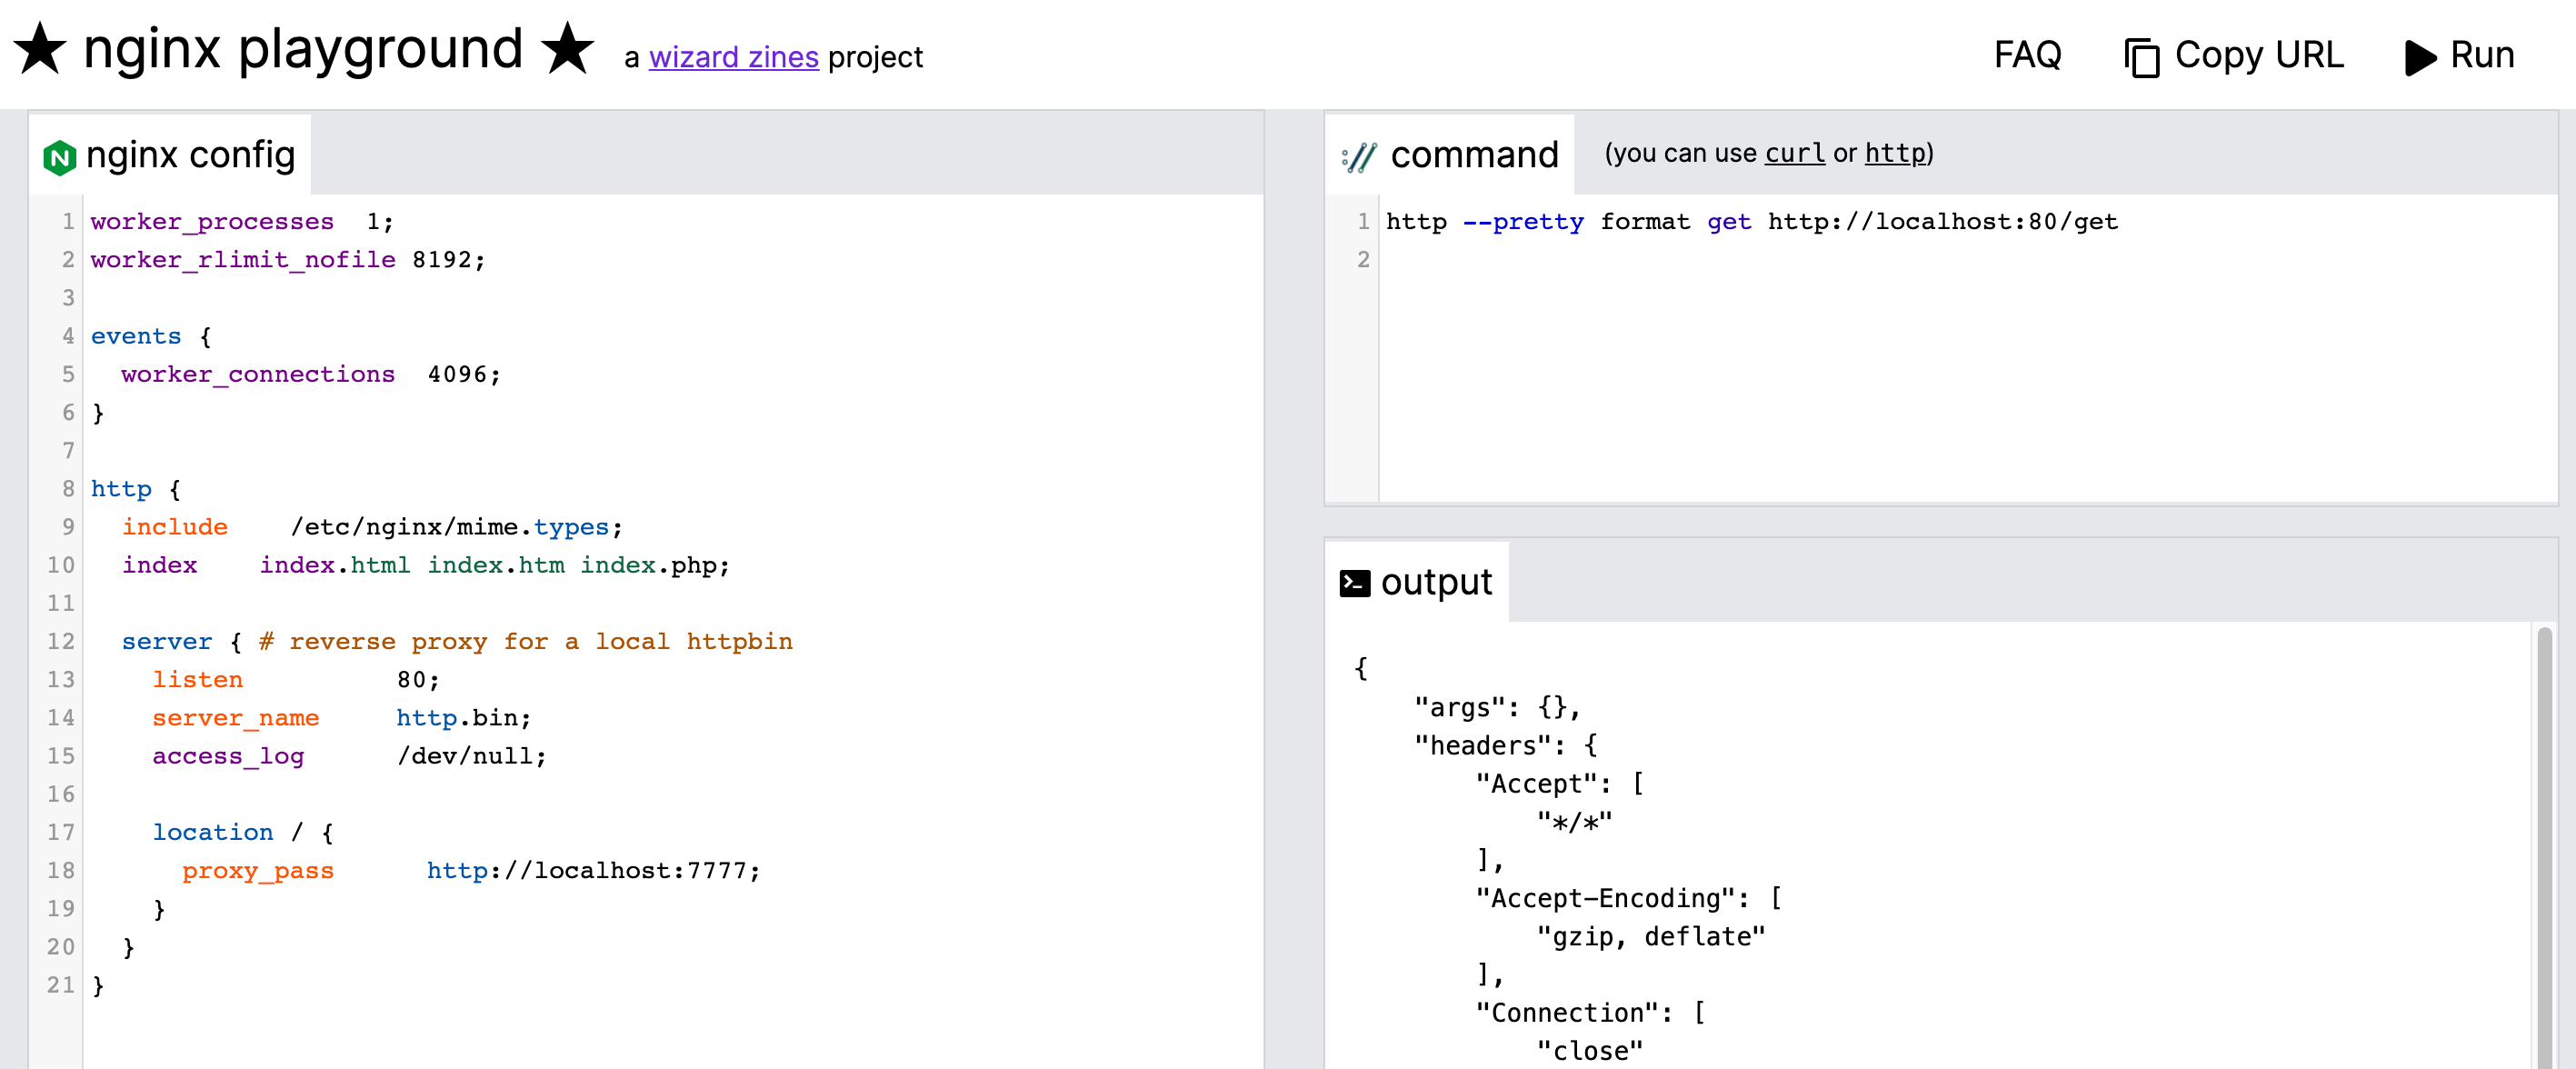 ★ nginx playground ★ a wizard zines project
FAQ Copy URL Run
nginx config
1 worker_processes  1;
2 worker_rlimit_nofile 8192;
3
4 events {
5   worker_connections  4096;
6 }
7
8 http {
9   include    /etc/nginx/mime.types;
10   index    index.html index.htm index.php;
11
12   server { # reverse proxy for a local httpbin
13     listen          80;
14     server_name     http.bin;
15     access_log      /dev/null;
16
17     location / {
18       proxy_pass      http://localhost:7777;
19     }
20   }
21 }
command (you can use curl or http)
1 http --pretty format get http://localhost:80/get
2
output
{
    "args": {},
    "headers": {
        "Accept": [
            "*/*"
        ],
        "Accept-Encoding": [
            "gzip, deflate"
        ],
        "Connection": [
            "close"